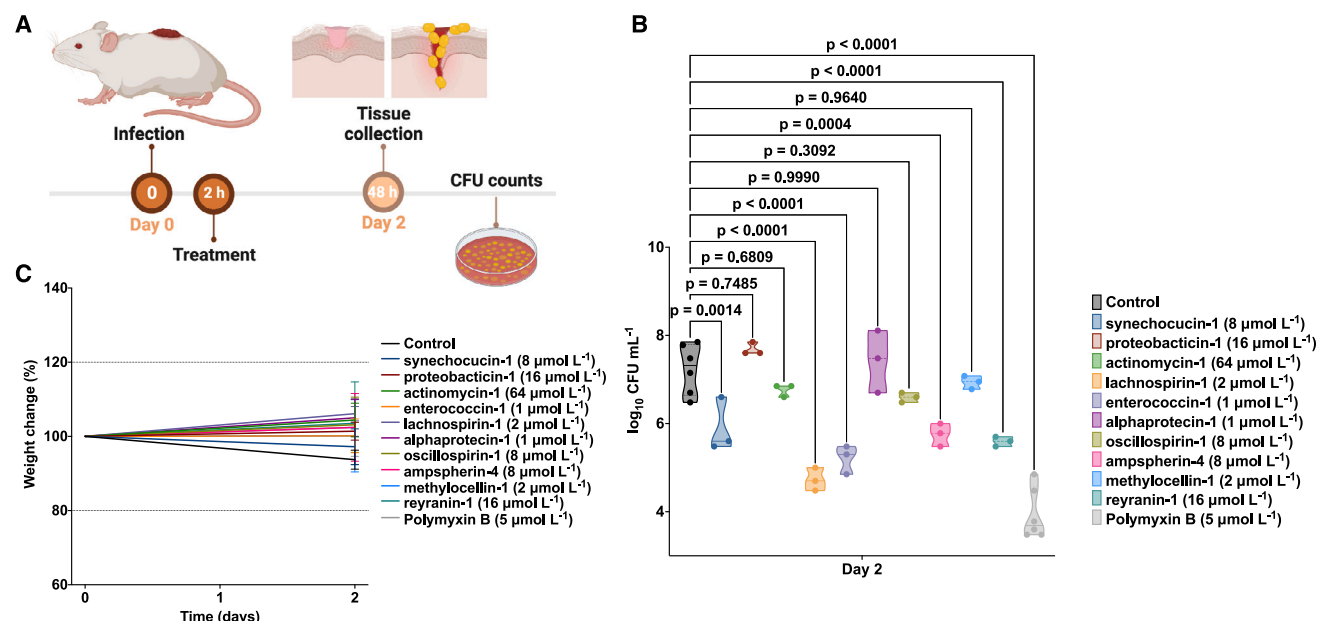 A
Infection
Tissue
collection
0
2 h
48 h
CFU counts
Day 0
Day 2
Treatment
B
p < 0.0001
p < 0.0001
p = 0.9640
p = 0.0004
p = 0.3092
p = 0.9990
p < 0.0001
p < 0.0001
p = 0.6809
p = 0.7485
p = 0.0014
10
8
6
4
log₁₀ CFU mL⁻¹
Day 2
Control
synechocucin-1 (8 µmol L⁻¹)
proteobacticin-1 (16 µmol L⁻¹)
actinomycin-1 (64 µmol L⁻¹)
lachnospirin-1 (2 µmol L⁻¹)
enterococcin-1 (1 µmol L⁻¹)
alphaprotecin-1 (1 µmol L⁻¹)
oscillospirin-1 (8 µmol L⁻¹)
ampspherin-4 (8 µmol L⁻¹)
methylocellin-1 (2 µmol L⁻¹)
reyranin-1 (16 µmol L⁻¹)
Polymyxin B (5 µmol L⁻¹)
C
140
120
100
80
60
Weight change (%)
0
1
2
Time (days)
Control
synechocucin-1 (8 µmol L⁻¹)
proteobacticin-1 (16 µmol L⁻¹)
actinomycin-1 (64 µmol L⁻¹)
enterococcin-1 (1 µmol L⁻¹)
lachnospirin-1 (2 µmol L⁻¹)
alphaprotecin-1 (1 µmol L⁻¹)
oscillospirin-1 (8 µmol L⁻¹)
ampspherin-4 (8 µmol L⁻¹)
methylocellin-1 (2 µmol L⁻¹)
reyranin-1 (16 µmol L⁻¹)
Polymyxin B (5 µmol L⁻¹)